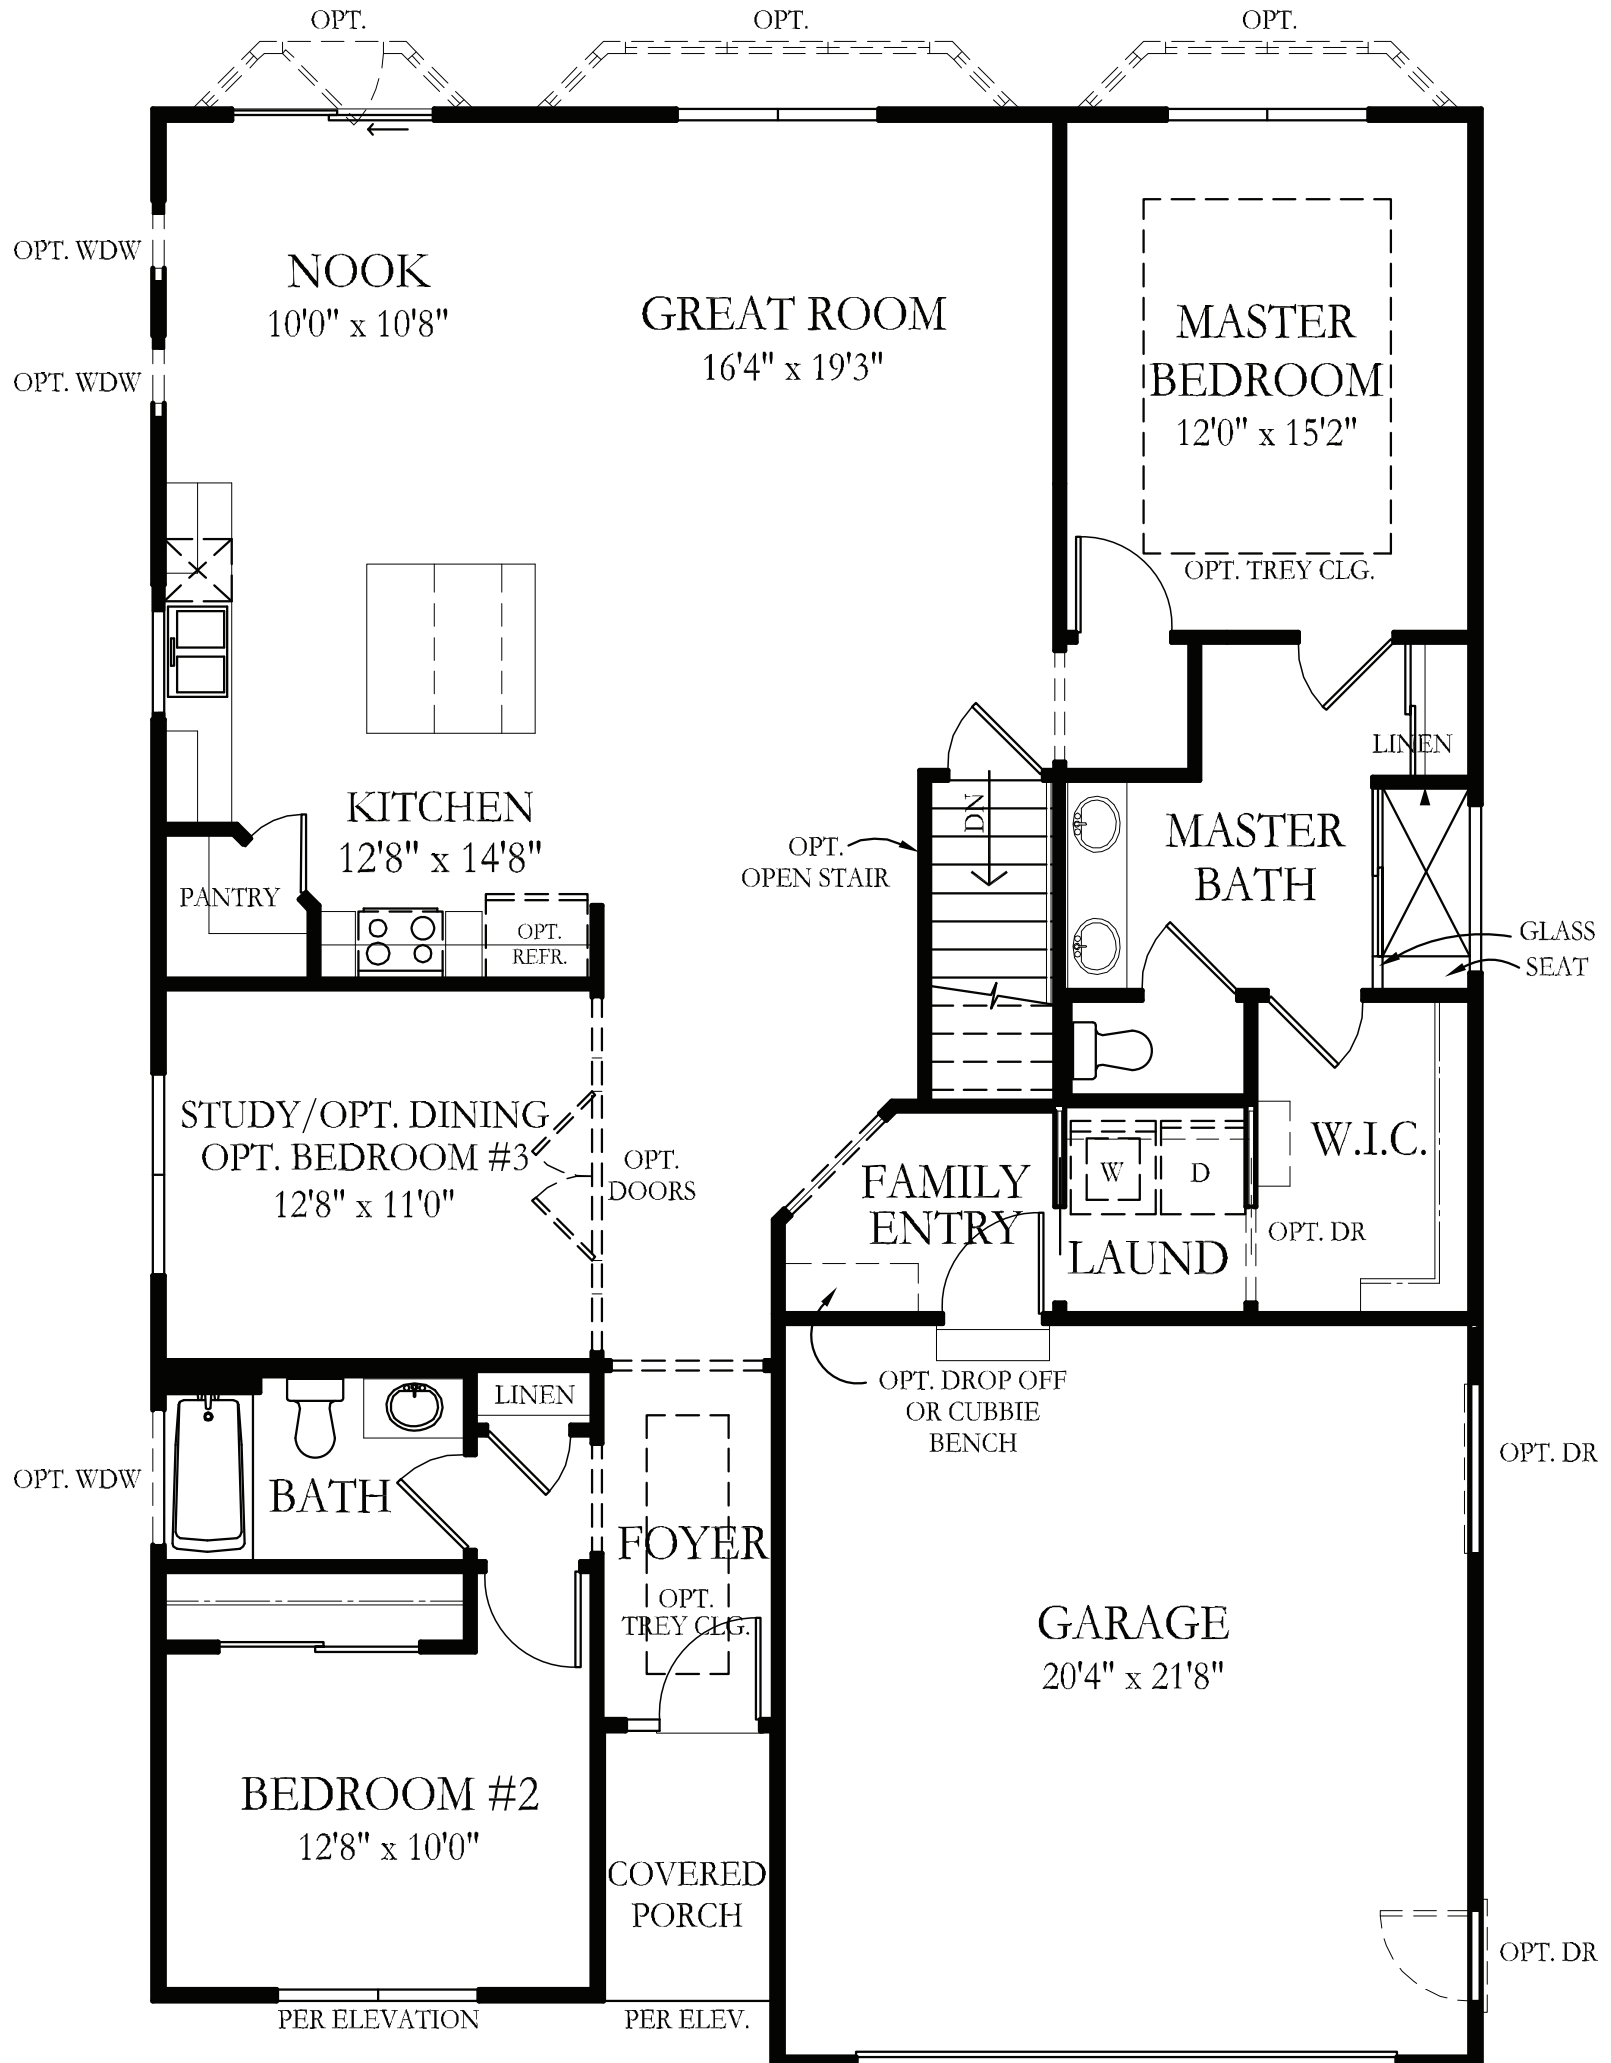 OPT.
OPT.
OPT.
OPT. WDW
NOOK
10'0" x 10'8"
GREAT ROOM
16'4" x 19'3"
MASTER
BEDROOM
12'0" x 15'2"
OPT. WDW
OPT. TREY CLG.
LINEN
KITCHEN
12'8" x 14'8"
DN
OPT.
OPEN STAIR
MASTER
BATH
PANTRY
OPT.
REFR.
GLASS
SEAT
STUDY/OPT. DINING
OPT. BEDROOM #3
12'8" x 11'0"
OPT.
DOORS
FAMILY
ENTRY
W
D
W.I.C.
LAUND
OPT. DR
OPT. DROP OFF
OR CUBBIE
BENCH
LINEN
OPT. WDW
BATH
FOYER
OPT.
TREY CLG.
OPT. DR
GARAGE
20'4" x 21'8"
BEDROOM #2
12'8" x 10'0"
COVERED
PORCH
OPT. DR
PER ELEVATION
PER ELEV.